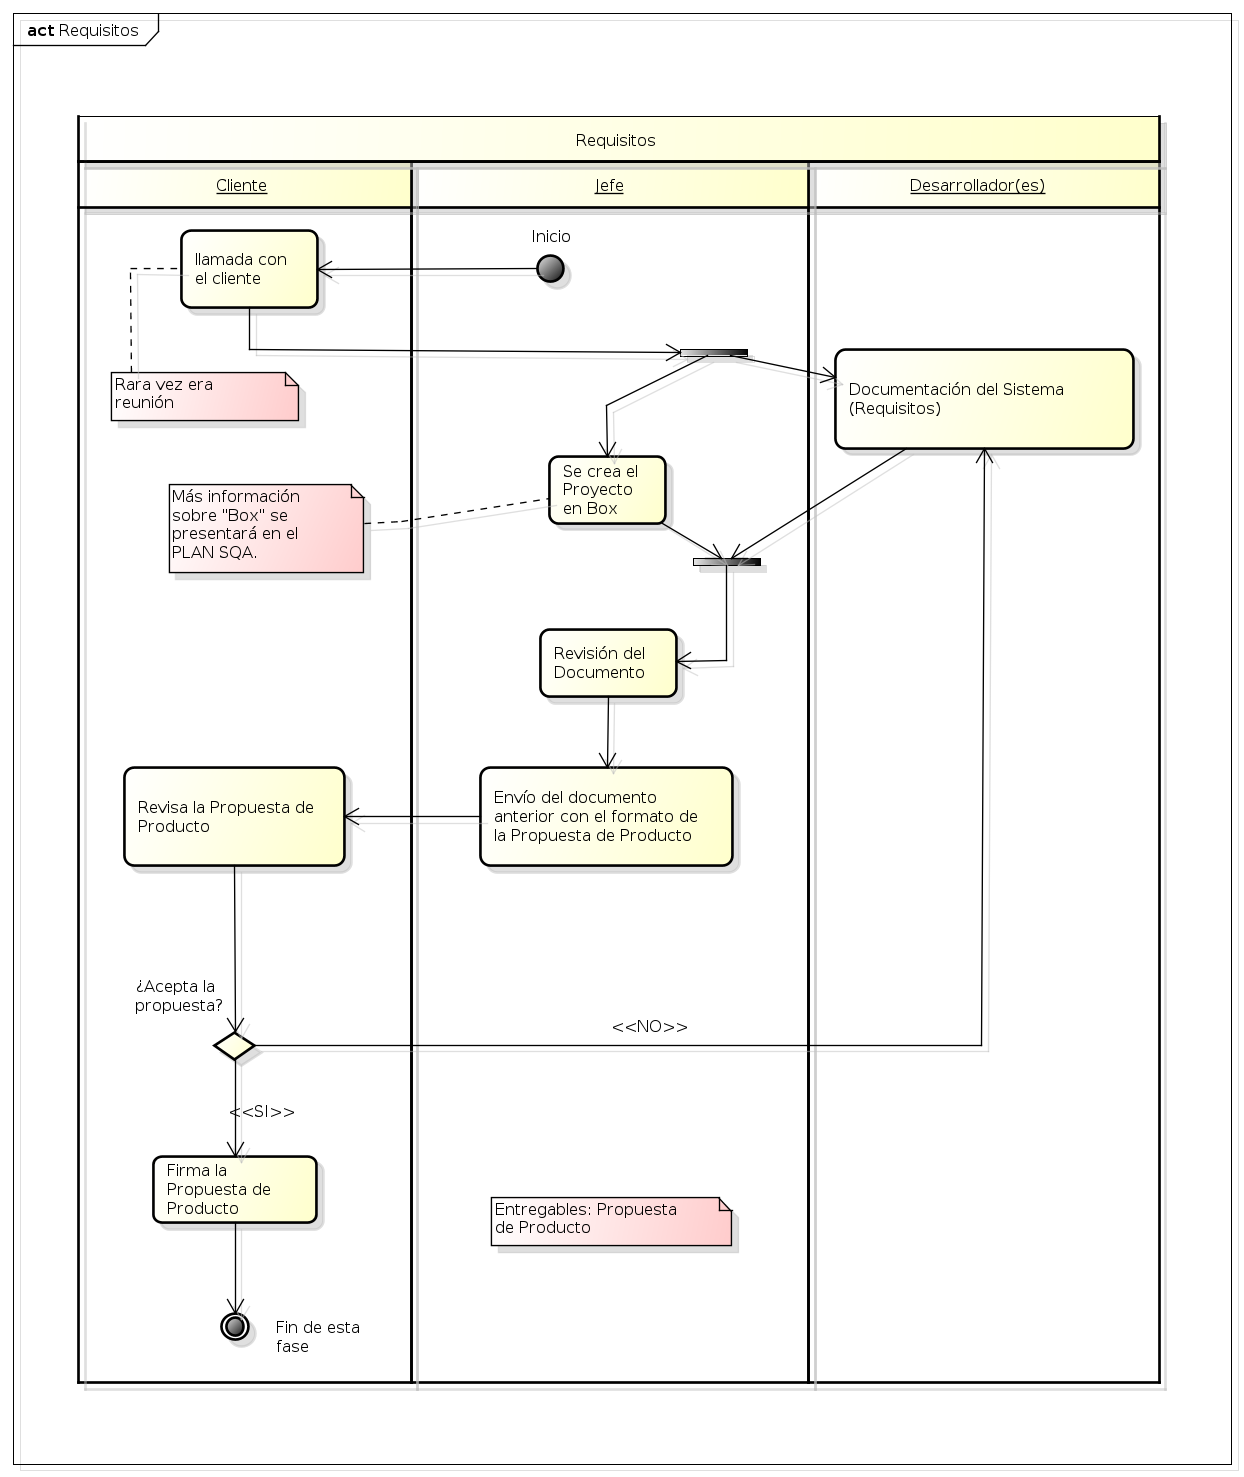 act Requisitos
Requisitos
Cliente
Jefe
Desarrollador(es)
Inicio
llamada con
el cliente
Rara vez era
reunión
Documentación del Sistema
(Requisitos)
Se crea el
Proyecto
en Box
Más información
sobre "Box" se
presentará en el
PLAN SQA.
Revisión del
Documento
Envío del documento
anterior con el formato de
la Propuesta de Producto
Revisa la Propuesta de
Producto
¿Acepta la
propuesta?
<<NO>>
<<SI>>
Firma la
Propuesta de
Producto
Entregables: Propuesta
de Producto
Fin de esta
fase